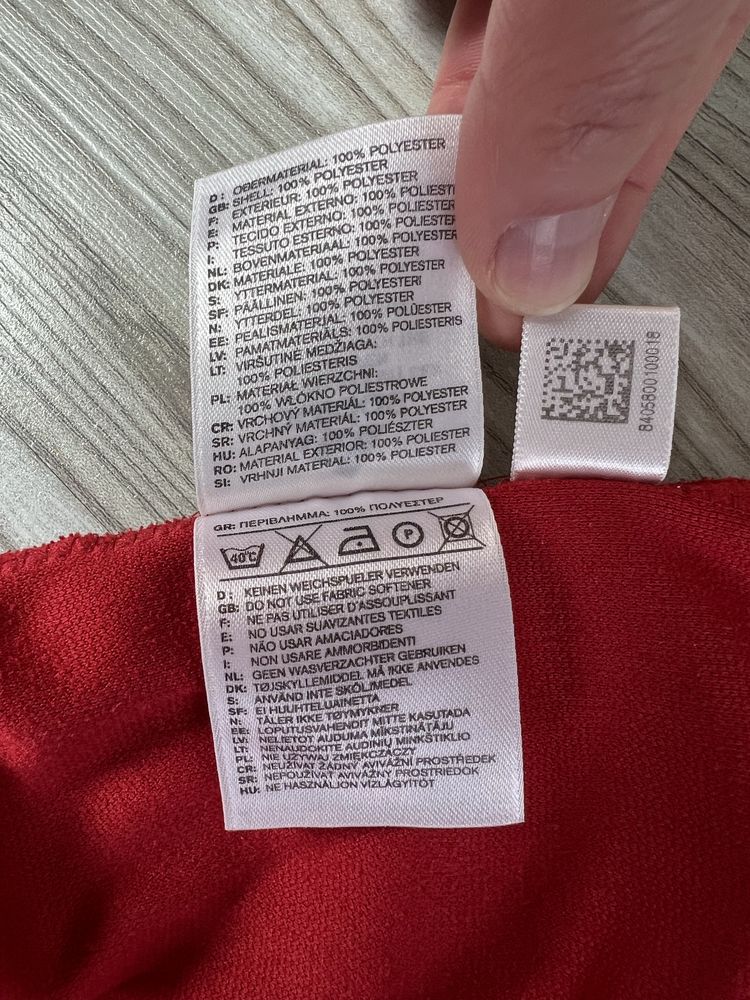 D: OBERMATERIAL: 100% POLYESTER
GB: SHELL: 100% POLYESTER
F: EXTERIEUR: 100% POLYESTER
E: MATERIAL EXTERNO: 100% POLIEST
P: TECIDO EXTERNO: 100% POLIESTER
I: TESSUTO ESTERNO: 100% POLIESTER
NL: BOVENMATERIAAL: 100% POLYESTER
DK: MATERIALE: 100% POLYESTER
S: YTTERMATERIAL: 100% POLYESTER
SF: PÄÄLLINEN: 100% POLYESTERI
N: YTTERDEL: 100% POLYESTER
EE: PEALISMATERIAL: 100% POLÜESTER
LV: PAMATMATERIĀLS: 100% POLIESTERIS
LT: VIRŠUTINĖ MEDŽIAGA:
100% POLIESTERIS
PL: MATERIAŁ WIERZCHNI:
100% WŁÓKNO POLIESTROWE
CR: VRCHOVÝ MATERIÁL: 100% POLYESTER
SR: VRCHNÝ MATERIÁL: 100% POLYESTER
HU: ALAPANYAG: 100% POLIÉSZTER
RO: MATERIAL EXTERIOR: 100% POLYESTER
SI: VRHNJI MATERIAL: 100% POLYESTER
B405800100018
GR: ΠΕΡΙΒΛΗΜΜΑ: 100% ΠΟΛΥΕΣΤΕΡ
40°C P
D: KEINEN WEICHSPUELER VERWENDEN
GB: DO NOT USE FABRIC SOFTENER
F: NE PAS UTILISER D'ASSOUPLISSANT
E: NO USAR SUAVIZANTES TEXTILES
P: NÃO USAR AMACIADORES
I: NON USARE AMMORBIDENTI
NL: GEEN WASVERZACHTER GEBRUIKEN
DK: TØJSKYLLEMIDDEL MÅ IKKE ANVENDES
S: ANVÄND INTE SKÖLJMEDEL
SF: EI HUUHTELUAINETTA
N: TÅLER IKKE TØYMYKNER
EE: LOPUTUSVAHENDIT MITTE KASUTADA
LV: NELIETOT AUDUMA MĪKSTINĀTĀJU
LT: NENAUDOKITE AUDINIŲ MINKŠTIKLIO
PL: NIE UŻYWAJ ZMIĘKCZACZY
CR: NEUŽÍVAT ŽÁDNÝ AVIVÁŽNÍ PROSTŘEDEK
SR: NEPOUŽÍVAŤ AVIVÁŽNY PROSTRIEDOK
HU: NE HASZNÁLJON VÍZLÁGYÍTÓT